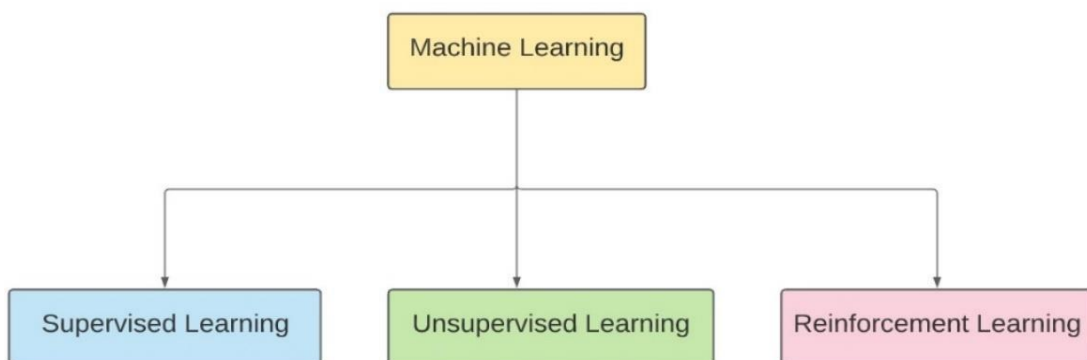 Machine Learning
Supervised Learning
Unsupervised Learning
Reinforcement Learning